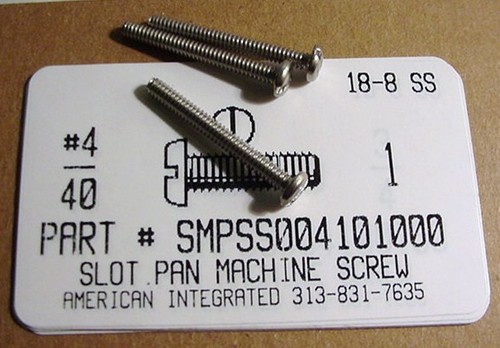 18-8 SS
#4
40
1
PART # SMPSS004101000
SLOT PAN MACHINE SCREW
AMERICAN INTEGRATED 313-831-7635